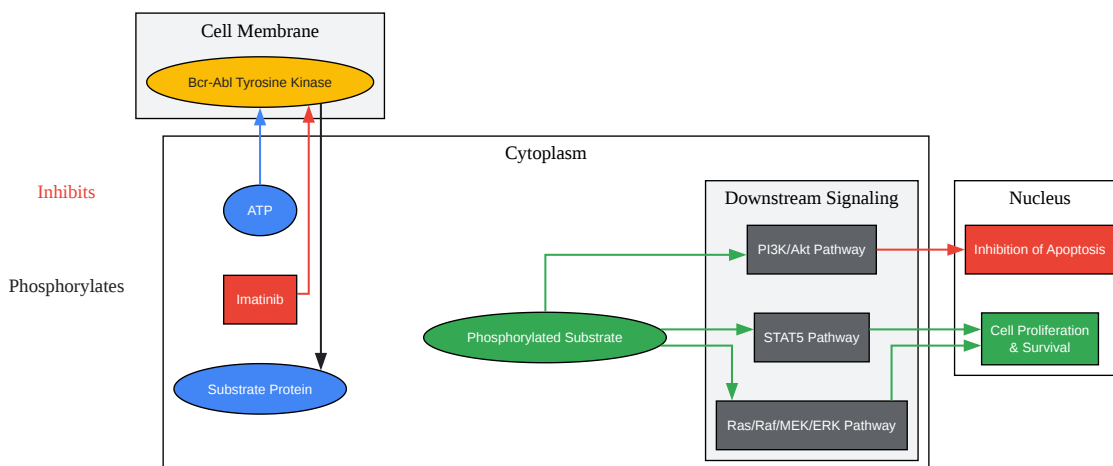 Cell Membrane
Bcr-Abl Tyrosine Kinase
Cytoplasm
Inhibits
ATP
Phosphorylates
Imatinib
Substrate Protein
Phosphorylated Substrate
Downstream Signaling
PI3K/Akt Pathway
STAT5 Pathway
Ras/Raf/MEK/ERK Pathway
Nucleus
Inhibition of Apoptosis
Cell Proliferation
& Survival